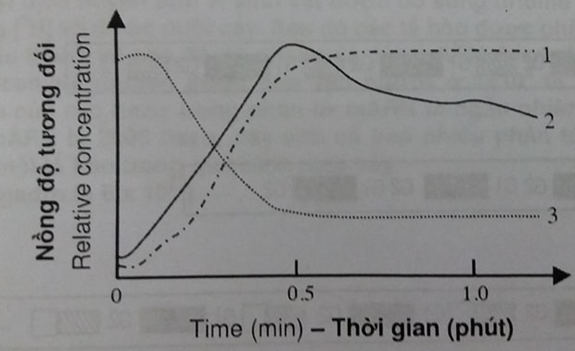 Nồng độ tương đối
Relative concentration
1
2
3
0
0.5
1.0
Time (min) – Thời gian (phút)